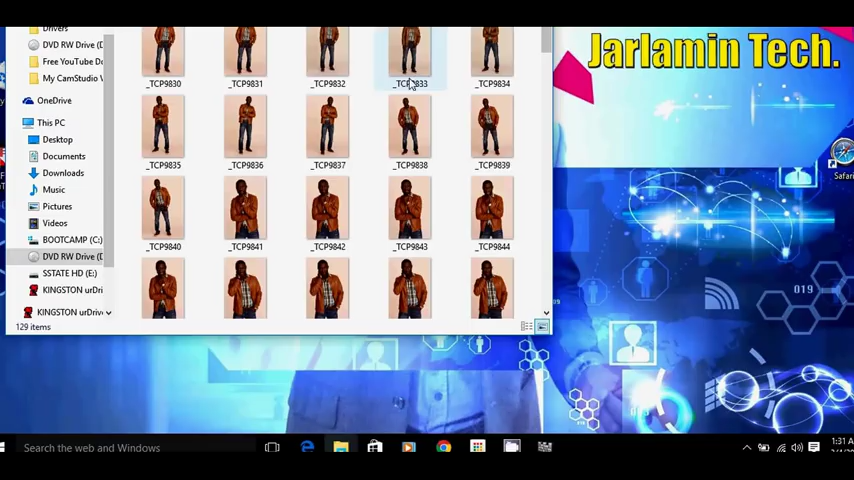 Jarlamin Tech.
Drivers
DVD RW Drive (D
Free YouTube Do
My CamStudio V
OneDrive
This PC
Desktop
Documents
Downloads
Music
Pictures
Videos
BOOTCAMP (C:)
DVD RW Drive (D
SSTATE HD (E:)
KINGSTON urDri
KINGSTON urDrive
_TCP9830 _TCP9831 _TCP9832 _TCP9833 _TCP9834
_TCP9835 _TCP9836 _TCP9837 _TCP9838 _TCP9839
_TCP9840 _TCP9841 _TCP9842 _TCP9843 _TCP9844
129 items
Safari
019
Search the web and Windows
1:31 A